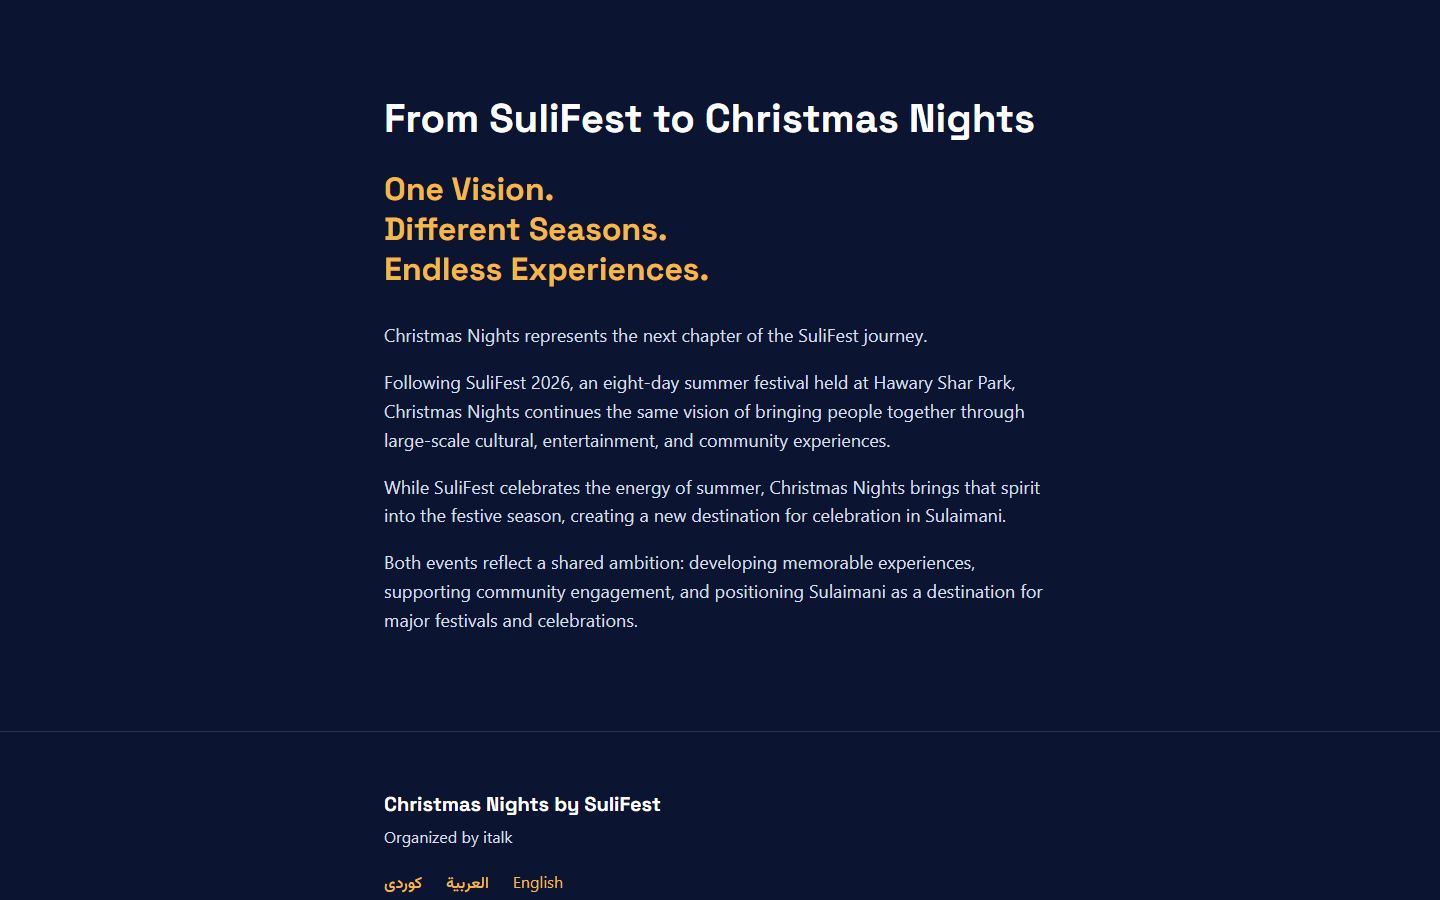 From SuliFest to Christmas Nights
One Vision.
Different Seasons.
Endless Experiences.
Christmas Nights represents the next chapter of the SuliFest journey.
Following SuliFest 2026, an eight-day summer festival held at Hawary Shar Park,
Christmas Nights continues the same vision of bringing people together through
large-scale cultural, entertainment, and community experiences.
While SuliFest celebrates the energy of summer, Christmas Nights brings that spirit
into the festive season, creating a new destination for celebration in Sulaimani.
Both events reflect a shared ambition: developing memorable experiences,
supporting community engagement, and positioning Sulaimani as a destination for
major festivals and celebrations.
Christmas Nights by SuliFest
Organized by italk
کوردی العربية English